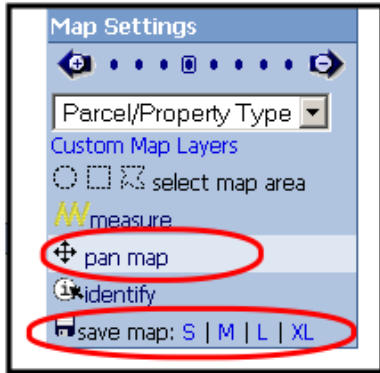 Map Settings
Parcel/Property Type
Custom Map Layers
select map area
measure
pan map
identify
save map: S | M | L | XL